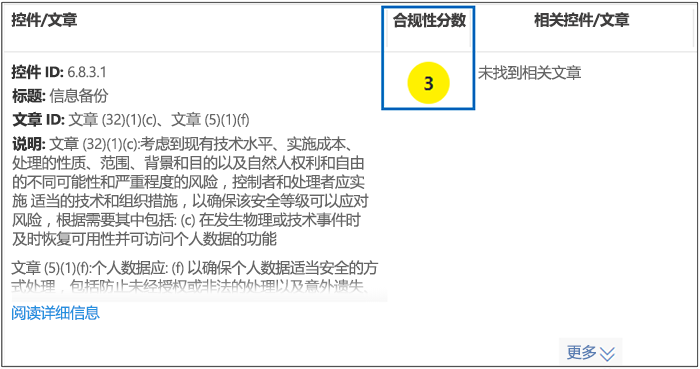 控件/文章
合规性分数
相关控件/文章
控件 ID: 6.8.3.1
标题: 信息备份
文章 ID: 文章 (32)(1)(c)、文章 (5)(1)(f)
说明: 文章 (32)(1)(c):考虑到现有技术水平、实施成本、
处理的性质、范围、背景和目的以及自然人权利和自由
的不同可能性和严重程度的风险，控制者和处理者应实
施 适当的技术和组织措施，以确保该安全等级可以应对
风险，根据需要其中包括: (c) 在发生物理或技术事件时
及时恢复可用性并可访问个人数据的功能
文章 (5)(1)(f):个人数据应: (f) 以确保个人数据适当安全的方
式处理，包括防止未经授权或非法的处理以及意外遗失、
阅读详细信息
3
未找到相关文章
更多